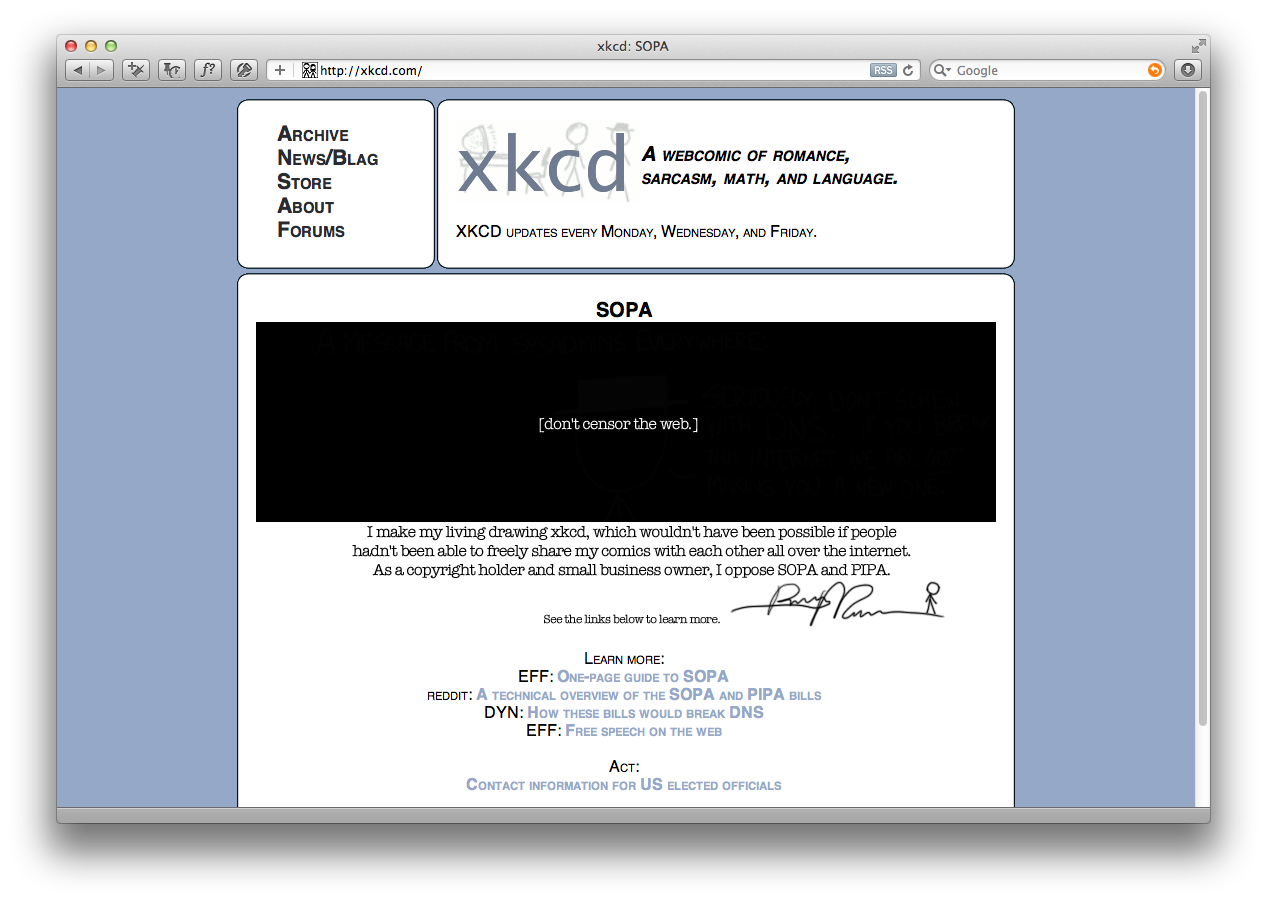 xkcd: SOPA
f?
http://xkcd.com/
RSS
Google
ARCHIVE
NEWS/BLAG
STORE
ABOUT
FORUMS
xkcd
A WEBCOMIC OF ROMANCE,
SARCASM, MATH, AND LANGUAGE.
XKCD UPDATES EVERY MONDAY, WEDNESDAY, AND FRIDAY.
SOPA
A MESSAGE FROM SYSADMINS EVERYWHERE:
[don't censor the web.]
I make my living drawing xkcd, which wouldn't have been possible if people
hadn't been able to freely share my comics with each other all over the internet.
As a copyright holder and small business owner, I oppose SOPA and PIPA.
See the links below to learn more.
LEARN MORE:
EFF: ONE-PAGE GUIDE TO SOPA
REDDIT: A TECHNICAL OVERVIEW OF THE SOPA AND PIPA BILLS
DYN: HOW THESE BILLS WOULD BREAK DNS
EFF: FREE SPEECH ON THE WEB
ACT:
CONTACT INFORMATION FOR US ELECTED OFFICIALS